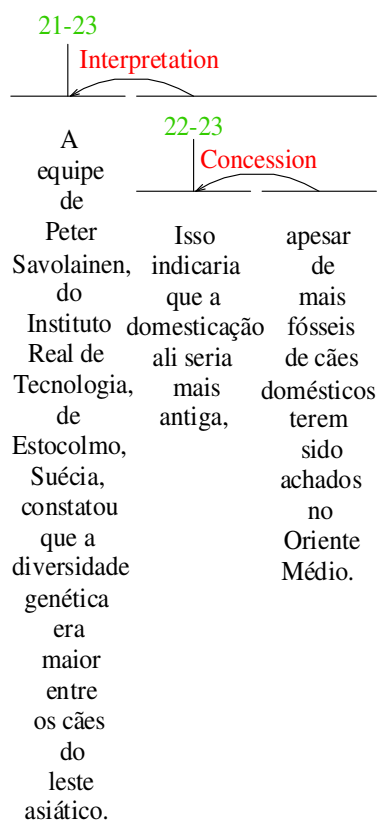 21-23
Interpretation
A
equipe
de
Peter
Savolainen,
do
Instituto
Real de
Tecnologia,
de
Estocolmo,
Suécia,
constatou
que a
diversidade
genética
era
maior
entre
os cães
do
leste
asiático.
22-23
Concession
Isso
indicaria
que a
domesticação
ali seria
mais
antiga,
apesar
de
mais
fósseis
de cães
domésticos
terem
sido
achados
no
Oriente
Médio.